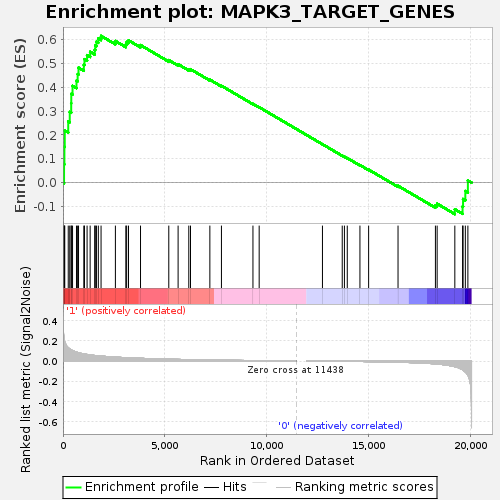 Enrichment plot: MAPK3_TARGET_GENES
Enrichment score (ES)
0.6
0.5
0.4
0.3
0.2
0.1
0.0
-0.1
'1' (positively correlated)
Ranked list metric (Signal2Noise)
0.4
0.2
0.0
-0.2
-0.4
-0.6
Zero cross at 11438
'0' (negatively correlated)
0 5,000 10,000 15,000 20,000
Rank in Ordered Dataset
Enrichment profile Hits Ranking metric scores